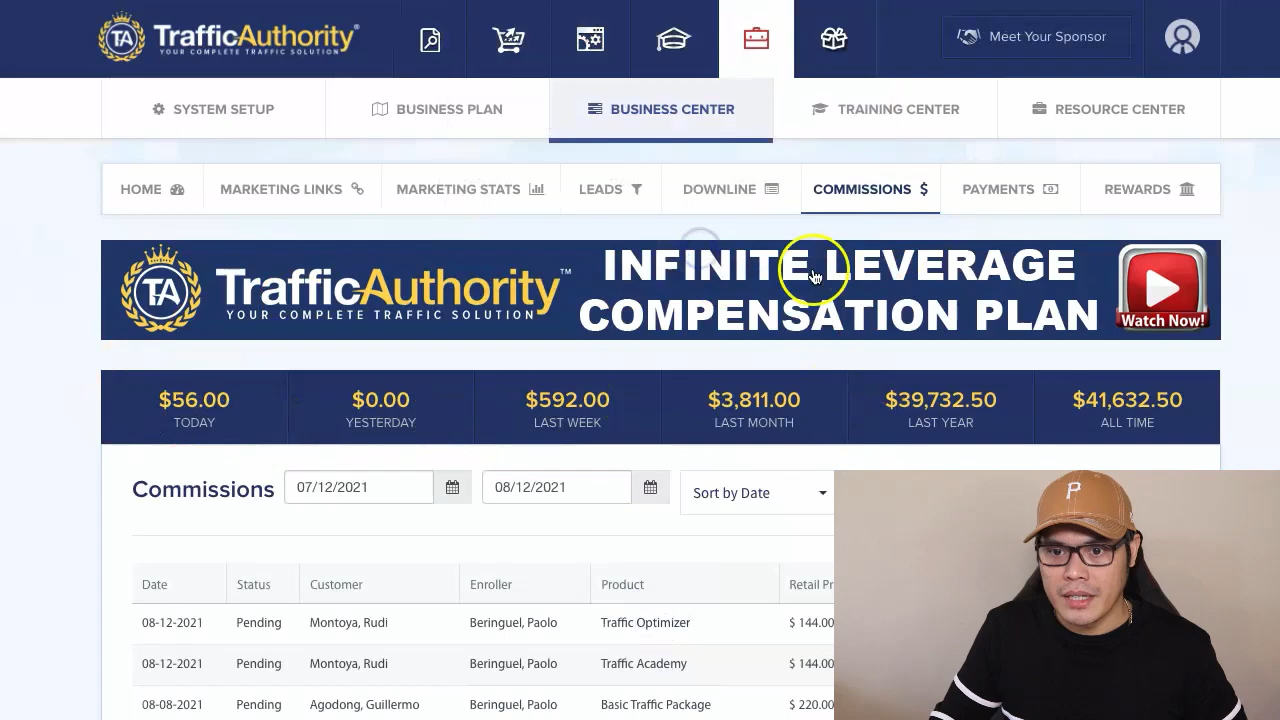 TA
TrafficAuthority
YOUR COMPLETE TRAFFIC SOLUTION
Meet Your Sponsor
SYSTEM SETUP
BUSINESS PLAN
BUSINESS CENTER
TRAINING CENTER
RESOURCE CENTER
HOME
MARKETING LINKS
MARKETING STATS
LEADS
DOWNLINE
COMMISSIONS $
PAYMENTS
REWARDS
TA
TrafficAuthority™
YOUR COMPLETE TRAFFIC SOLUTION
INFINITE LEVERAGE
COMPENSATION PLAN
Watch Now!
$56.00 $0.00 $592.00 $3,811.00 $39,732.50 $41,632.50
TODAY YESTERDAY LAST WEEK LAST MONTH LAST YEAR ALL TIME
Commissions 07/12/2021 08/12/2021 Sort by Date
P
Date Status Customer Enroller Product Retail Pr
08-12-2021 Pending Montoya, Rudi Beringuel, Paolo Traffic Optimizer $ 144.00
08-12-2021 Pending Montoya, Rudi Beringuel, Paolo Traffic Academy $ 144.00
08-08-2021 Pending Agodong, Guillermo Beringuel, Paolo Basic Traffic Package $ 220.00